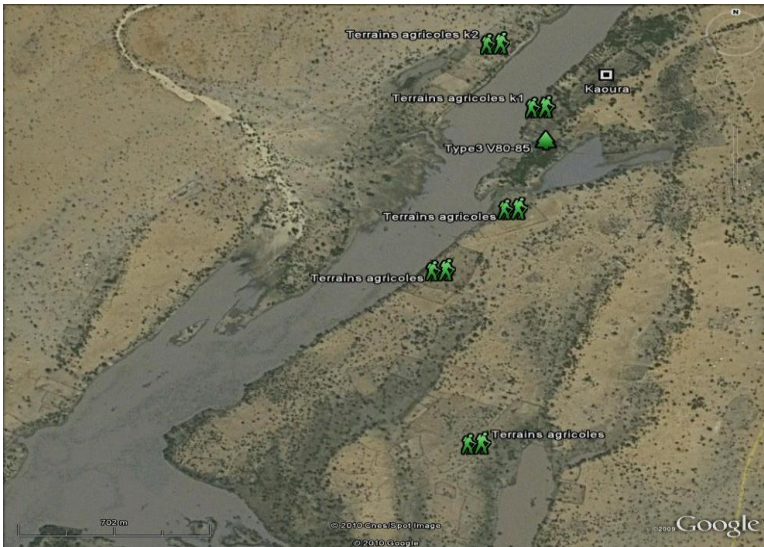 N
Terrains agricoles k2
Kaoura
Terrains agricoles k1
Type3 V80-85
Terrains agricoles
Terrains agricoles
Terrains agricoles
702 m
© 2010 Cnes/Spot Image
© 2010 Google
©2009 Google